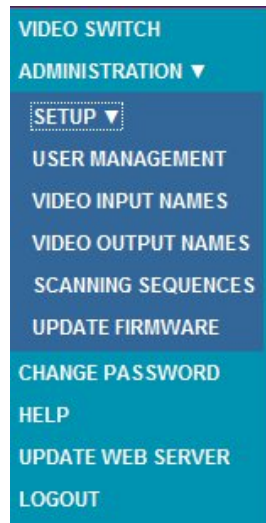 VIDEO SWITCH
ADMINISTRATION ▼
SETUP ▼
USER MANAGEMENT
VIDEO INPUT NAMES
VIDEO OUTPUT NAMES
SCANNING SEQUENCES
UPDATE FIRMWARE
CHANGE PASSWORD
HELP
UPDATE WEB SERVER
LOGOUT